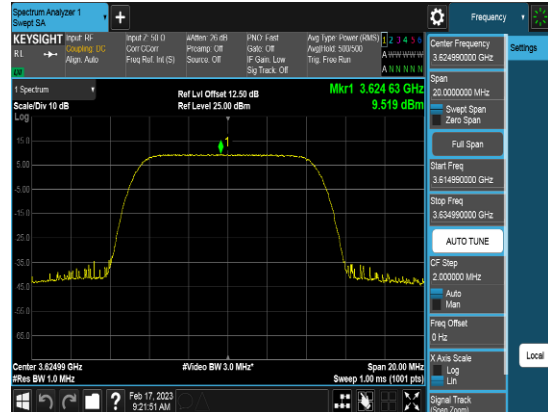 Spectrum Analyzer 1
Swept SA
Frequency
KEYSIGHT
RL
Input: RF
Coupling: DC
Align: Auto
Input Z: 50 Ω
Corr CCorr
Freq Ref: Int (S)
#Atten: 26 dB
Preamp: Off
Source: Off
PNO: Fast
Gate: Off
IF Gain: Low
Sig Track: Off
Avg Type: Power (RMS)
Avg|Hold: 500/500
Trig: Free Run
1 2 3 4 5 6
A W W W W W
A N N N N N
1 Spectrum
Scale/Div 10 dB
Log
Ref Lvl Offset 12.50 dB
Ref Level 25.00 dBm
Mkr1 3.624 63 GHz
9.519 dBm
1
15.0
5.00
-5.00
-15.0
-25.0
-35.0
-45.0
-55.0
-65.0
Center 3.62499 GHz
#Res BW 1.0 MHz
#Video BW 3.0 MHz*
Span 20.00 MHz
Sweep 1.00 ms (1001 pts)
Feb 17, 2023
9:21:51 AM
?
Center Frequency
3.624990000 GHz
Settings
Span
20.0000000 MHz
Swept Span
Zero Span
Full Span
Start Freq
3.614990000 GHz
Stop Freq
3.634990000 GHz
AUTO TUNE
CF Step
2.000000 MHz
Auto
Man
Freq Offset
0 Hz
X Axis Scale
Log
Lin
Local
Signal Track
(Span Zoom)